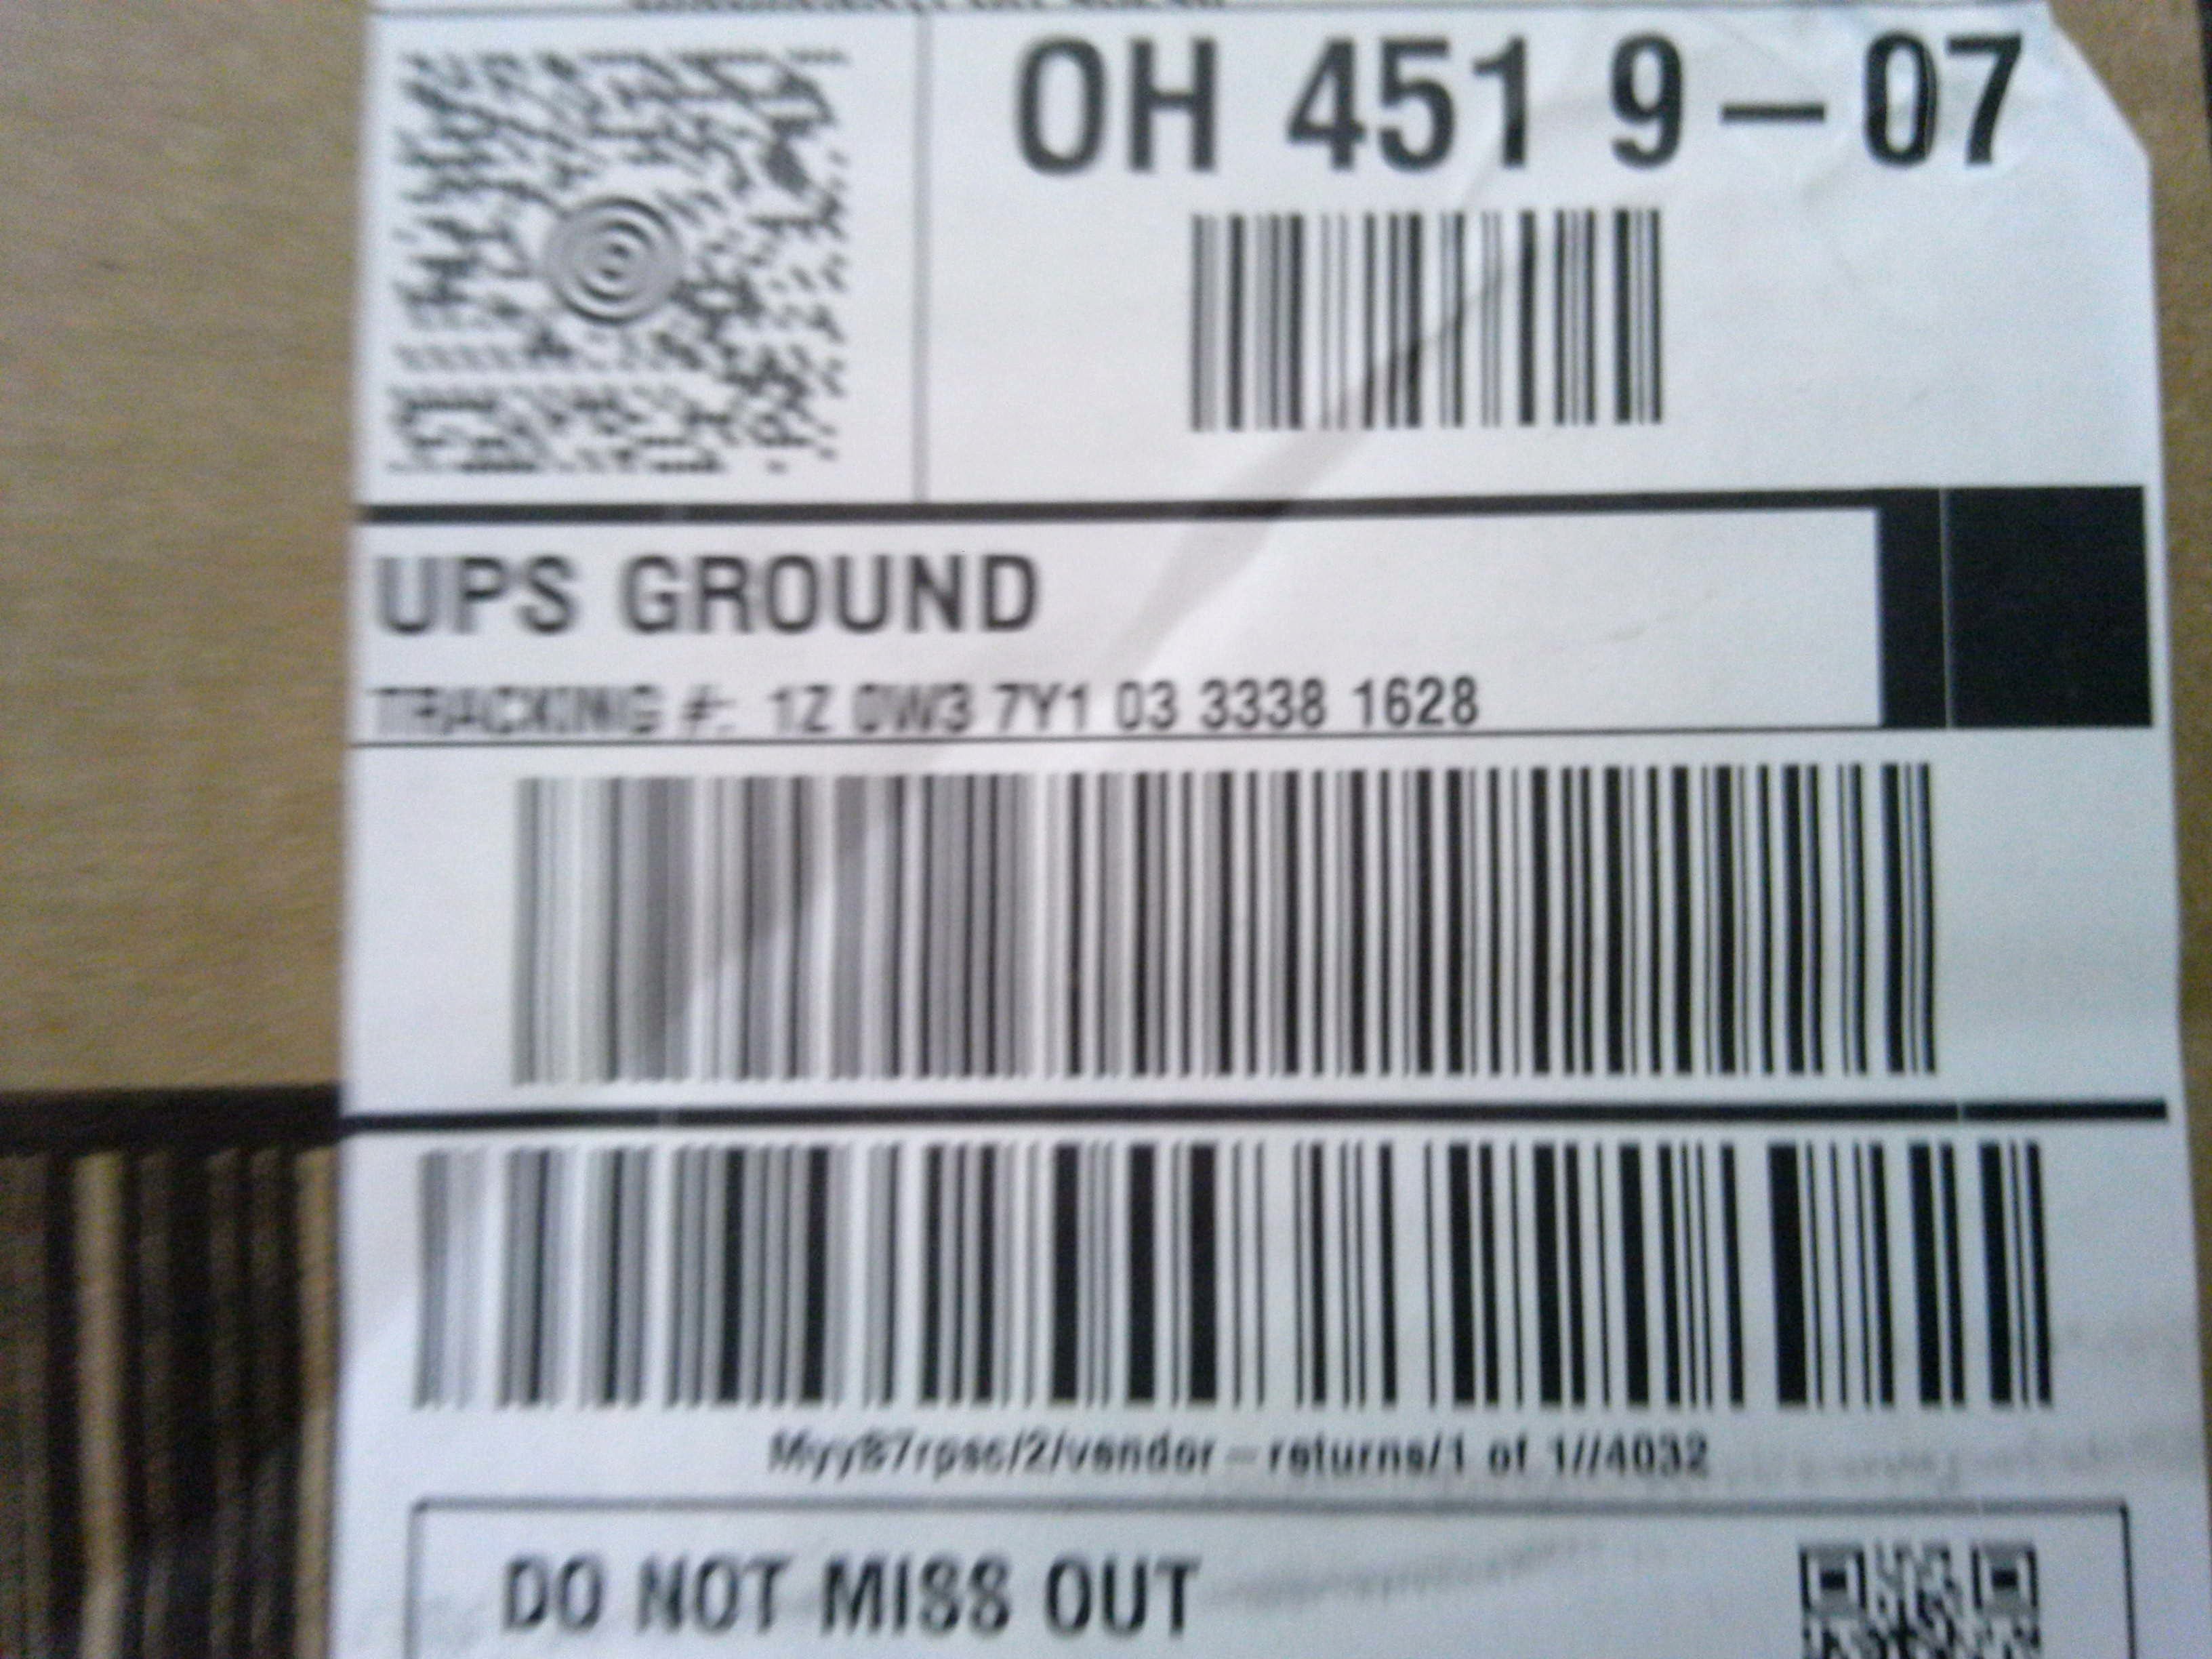 OH 451 9-07
UPS GROUND
TRACKING #: 1Z 0W3 7Y1 03 3338 1628
Myy87rpsc/2/vendor-returns/1 of 1//4032
DO NOT MISS OUT